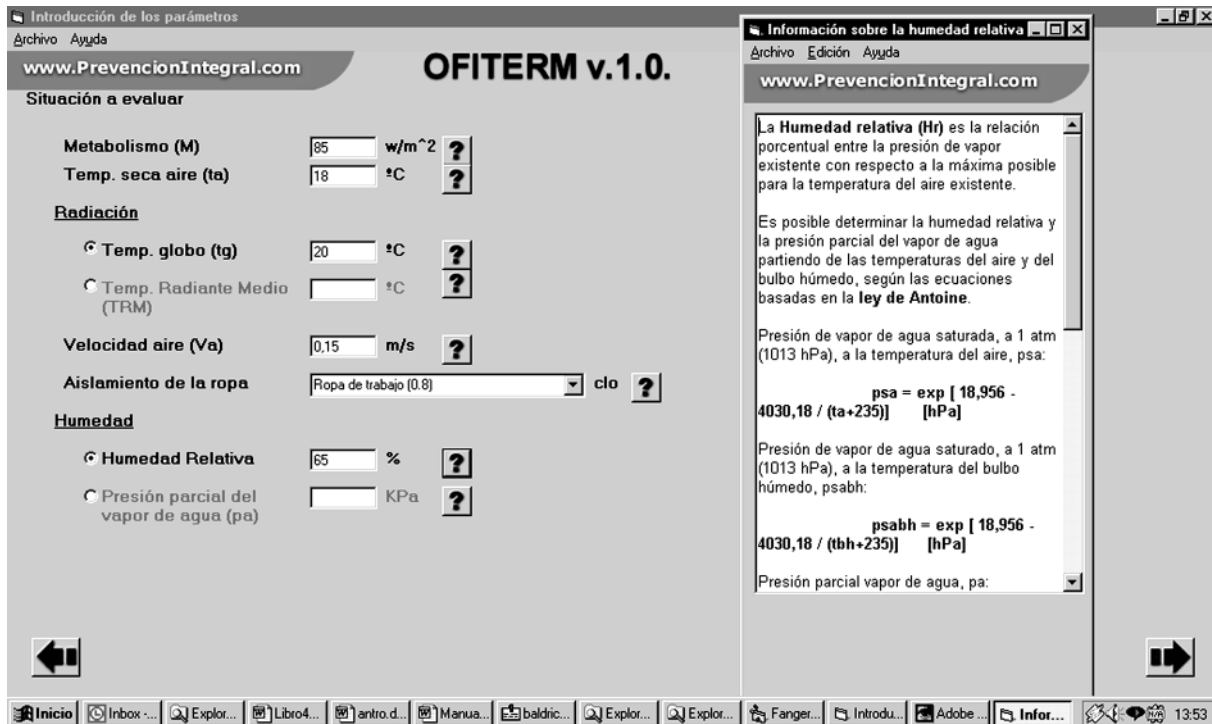 Introducción de los parámetros
Archivo Ayuda
www.PrevencionIntegral.com
OFITERM v.1.0.
Situación a evaluar
Metabolismo (M) 85 w/m^2 ?
Temp. seca aire (ta) 18 ºC ?
Radiación
Temp. globo (tg) 20 ºC ?
Temp. Radiante Medio (TRM) ºC ?
Velocidad aire (Va) 0,15 m/s ?
Aislamiento de la ropa Ropa de trabajo (0.8) clo ?
Humedad
Humedad Relativa 65 % ?
Presión parcial del KPa ?
vapor de agua (pa)
Información sobre la humedad relativa
Archivo Edición Ayuda
www.PrevencionIntegral.com
La Humedad relativa (Hr) es la relación
porcentual entre la presión de vapor
existente con respecto a la máxima posible
para la temperatura del aire existente.
Es posible determinar la humedad relativa y
la presión parcial del vapor de agua
partiendo de las temperaturas del aire y del
bulbo húmedo, según las ecuaciones
basadas en la ley de Antoine.
Presión de vapor de agua saturada, a 1 atm
(1013 hPa), a la temperatura del aire, psa:
psa = exp [ 18,956 -
4030,18 / (ta+235)] [hPa]
Presión de vapor de agua saturado, a 1 atm
(1013 hPa), a la temperatura del bulbo
húmedo, psabh:
psabh = exp [ 18,956 -
4030,18 / (tbh+235)] [hPa]
Presión parcial vapor de agua, pa:
Inicio Inbox -... Explor... Libro4... antro.d... Manua... baldric... Explor... Explor... Fanger... Introdu... Adobe ... Infor... 13:53